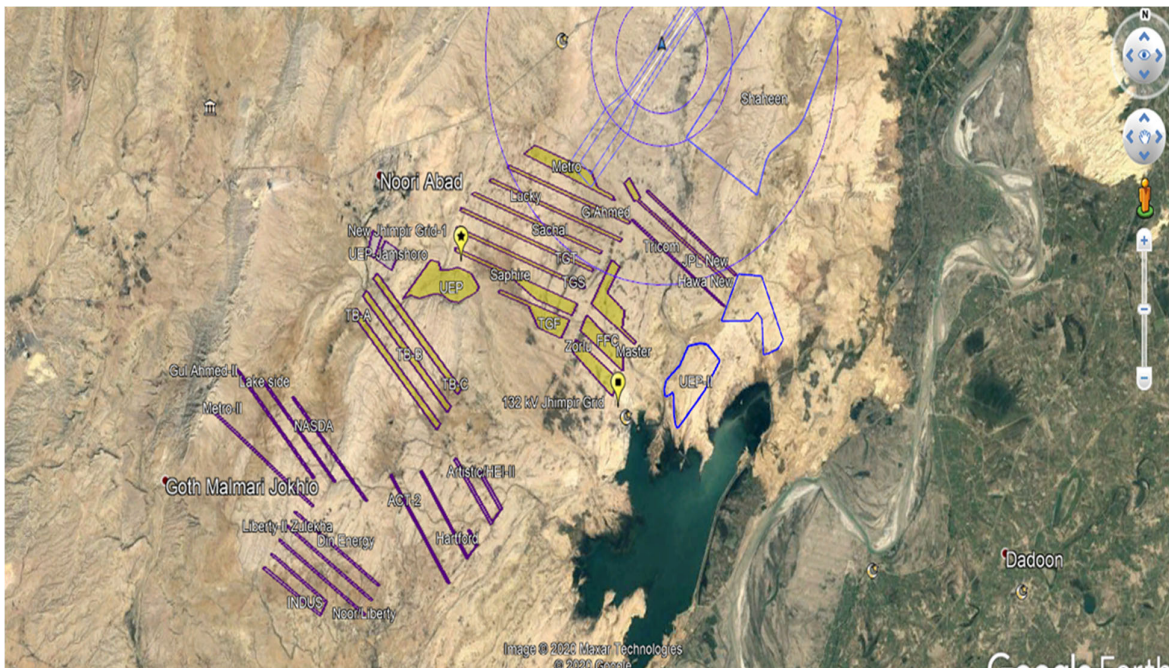 N
Shaheen
Metro
Noori Abad
Lucky
G Ahmed
New Jhimpir Grid-1
Sachal
UEP Jamshoro
Tricom
TGT
JPL New
Saphire
TGS
Hawa New
UEP
TB-A
TGF
FFC
Zorlu
Master
TB-B
Gul Ahmed-II
Lake side
TB-C
UEP-II
132 kV Jhimpir Grid
Metro-II
NASDA
Artistic/HEI-II
Goth Malmari Jokhio
ACT-2
Liberty-II Zulekha
Din Energy
Hartford
Dadoon
INDUS
Noor/Liberty
Image © 2020 Maxar Technologies
© 2020 Google
Google Earth